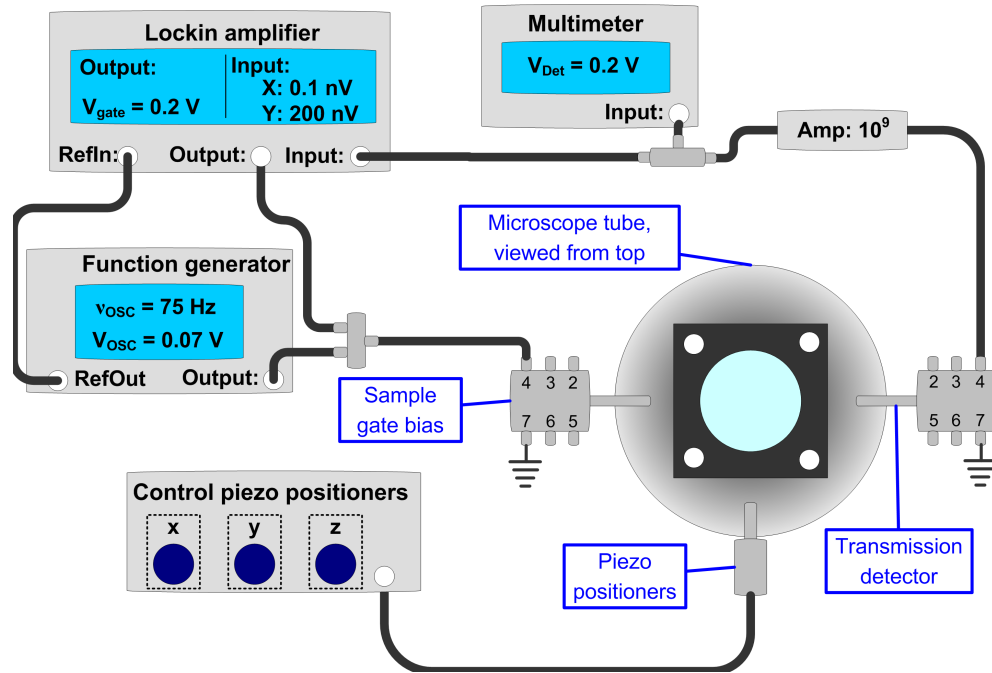 Lockin amplifier
Output:
V_gate = 0.2 V
Input:
X: 0.1 nV
Y: 200 nV
RefIn:
Output:
Input:
Multimeter
V_Det = 0.2 V
Input:
Amp: 10⁹
Microscope tube,
viewed from top
Function generator
ν_OSC = 75 Hz
V_OSC = 0.07 V
RefOut
Output:
Sample
gate bias
4 3 2
7 6 5
2 3 4
5 6 7
Control piezo positioners
x y z
Piezo
positioners
Transmission
detector